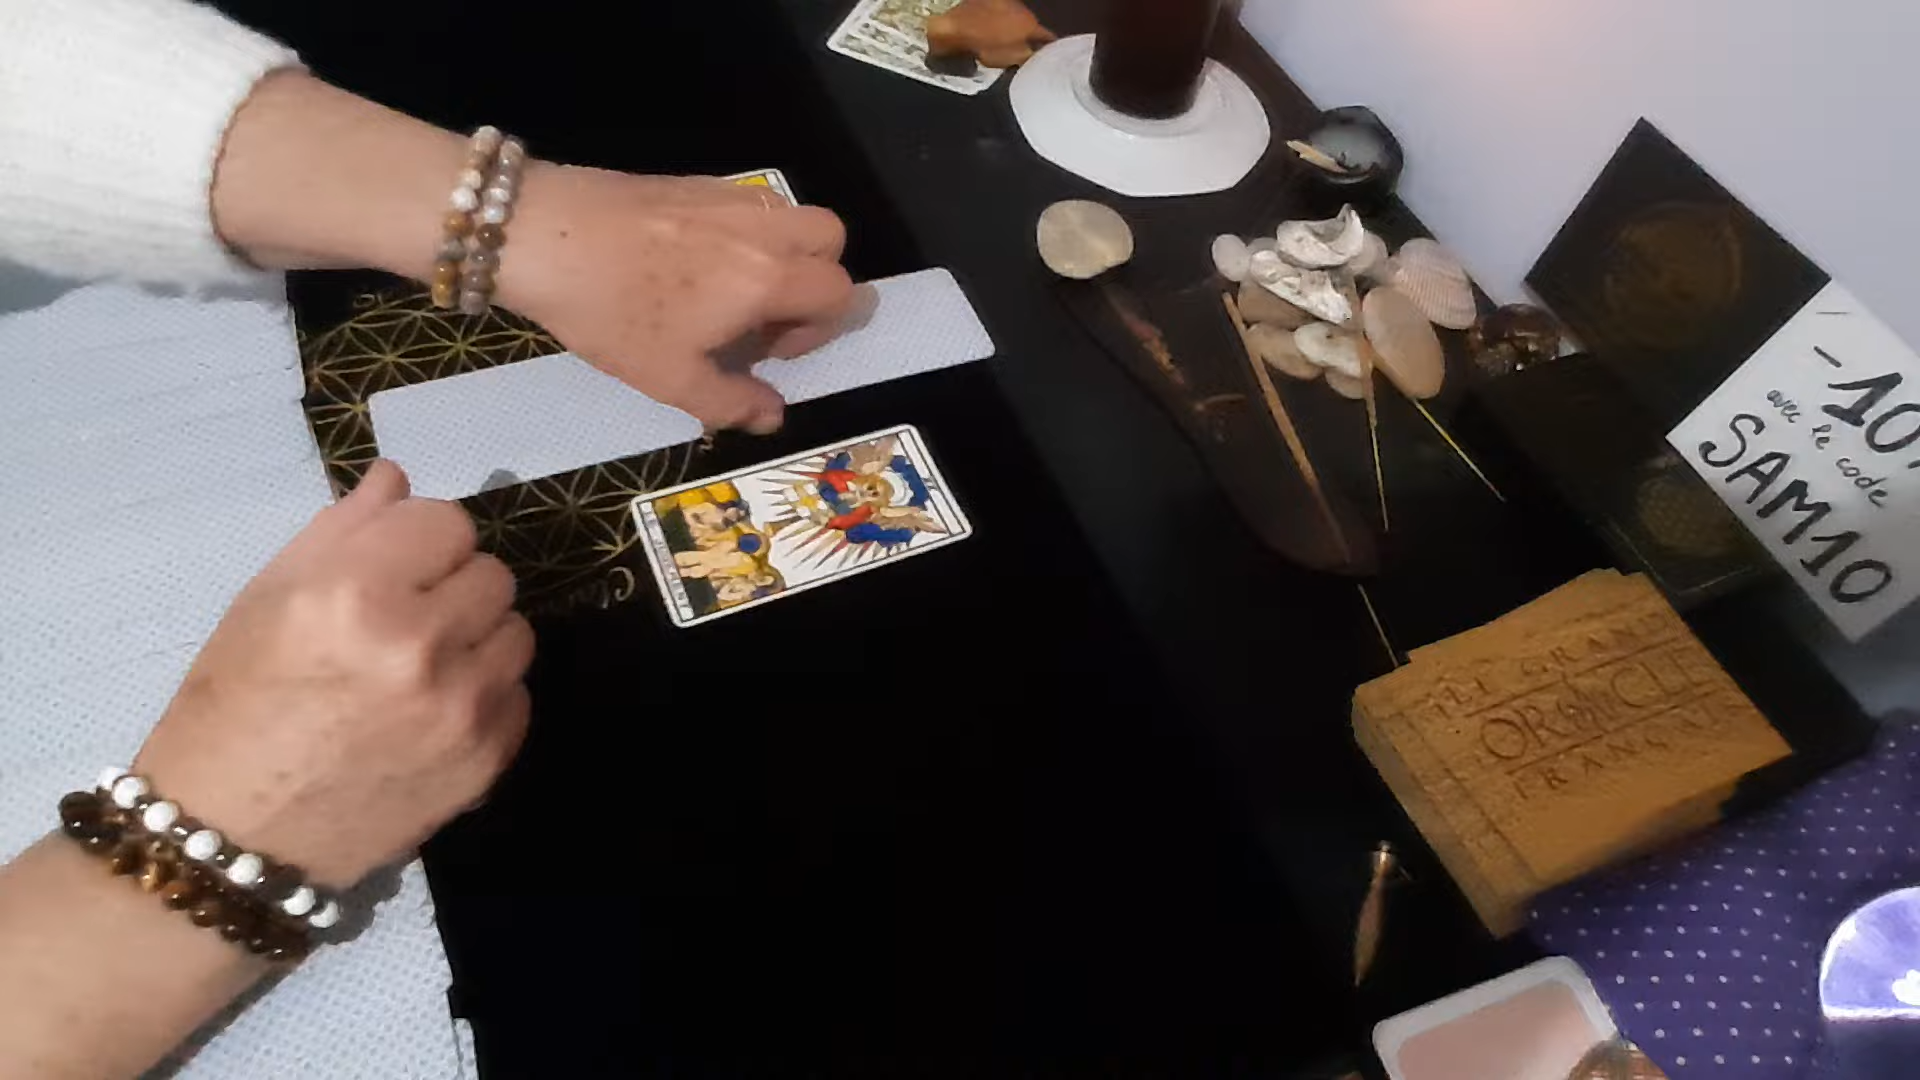 -10%
avec le code
SAM10
LE GRAND
ORACLE
FRANÇAIS